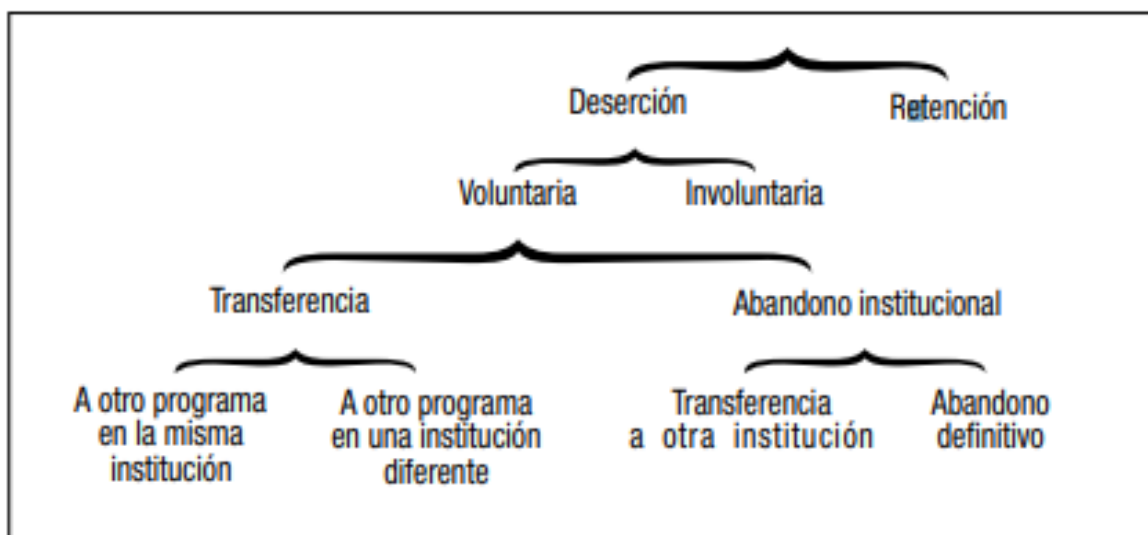 Deserción
Retención
Voluntaria
Involuntaria
Transferencia
Abandono institucional
A otro programa
en la misma
institución
A otro programa
en una institución
diferente
Transferencia
a otra institución
Abandono
definitivo